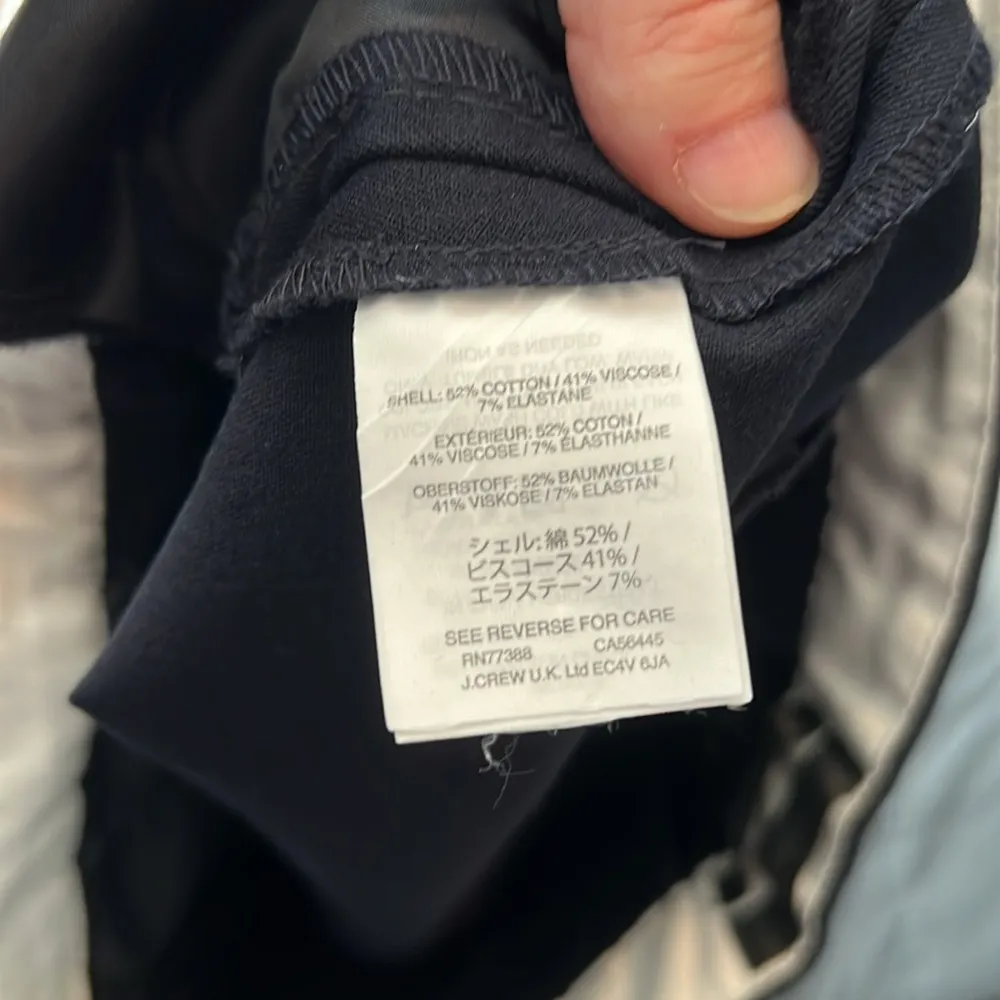 SHELL: 52% COTTON / 41% VISCOSE /
7% ELASTANE
EXTÉRIEUR: 52% COTON /
41% VISCOSE / 7% ÉLASTHANNE
OBERSTOFF: 52% BAUMWOLLE /
41% VISKOSE / 7% ELASTAN
シェル: 綿 52% /
ビスコース 41% /
エラステーン 7%
SEE REVERSE FOR CARE
RN77388 CA56445
J.CREW U.K. Ltd EC4V 6JA